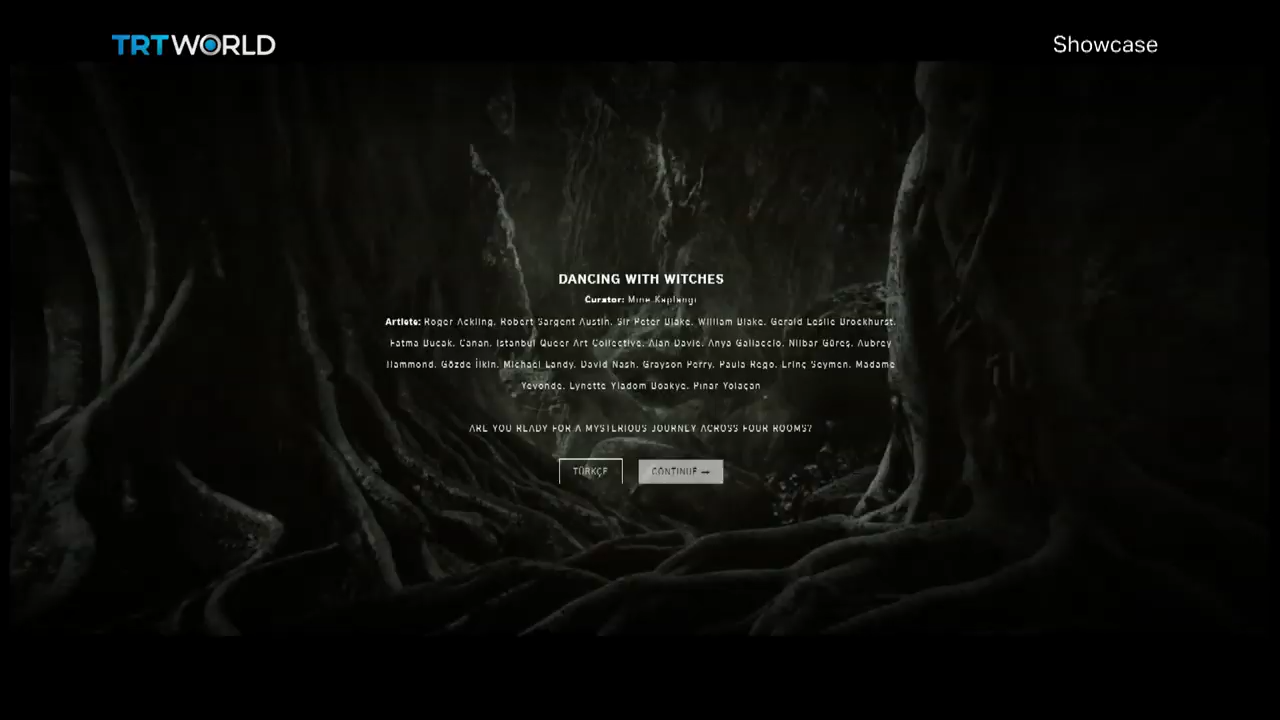 TRTWORLD
Showcase
DANCING WITH WITCHES
Curator: Mine Kaplangı
Artists: Roger Ackling, Robert Sargent Austin, Sir Peter Blake, William Blake, Gerald Leslie Brockhurst,
Fatma Bucak, Canan, Istanbul Queer Art Collective, Alan Davie, Anya Gallaccio, Nilbar Güreş, Aubrey
Hammond, Gözde İlkin, Michael Landy, David Nash, Grayson Perry, Paula Rego, Erinç Seymen, Madame
Yevonde, Lynette Yiadom Boakye, Pınar Yolaçan
ARE YOU READY FOR A MYSTERIOUS JOURNEY ACROSS FOUR ROOMS?
TÜRKÇE
CONTINUE →